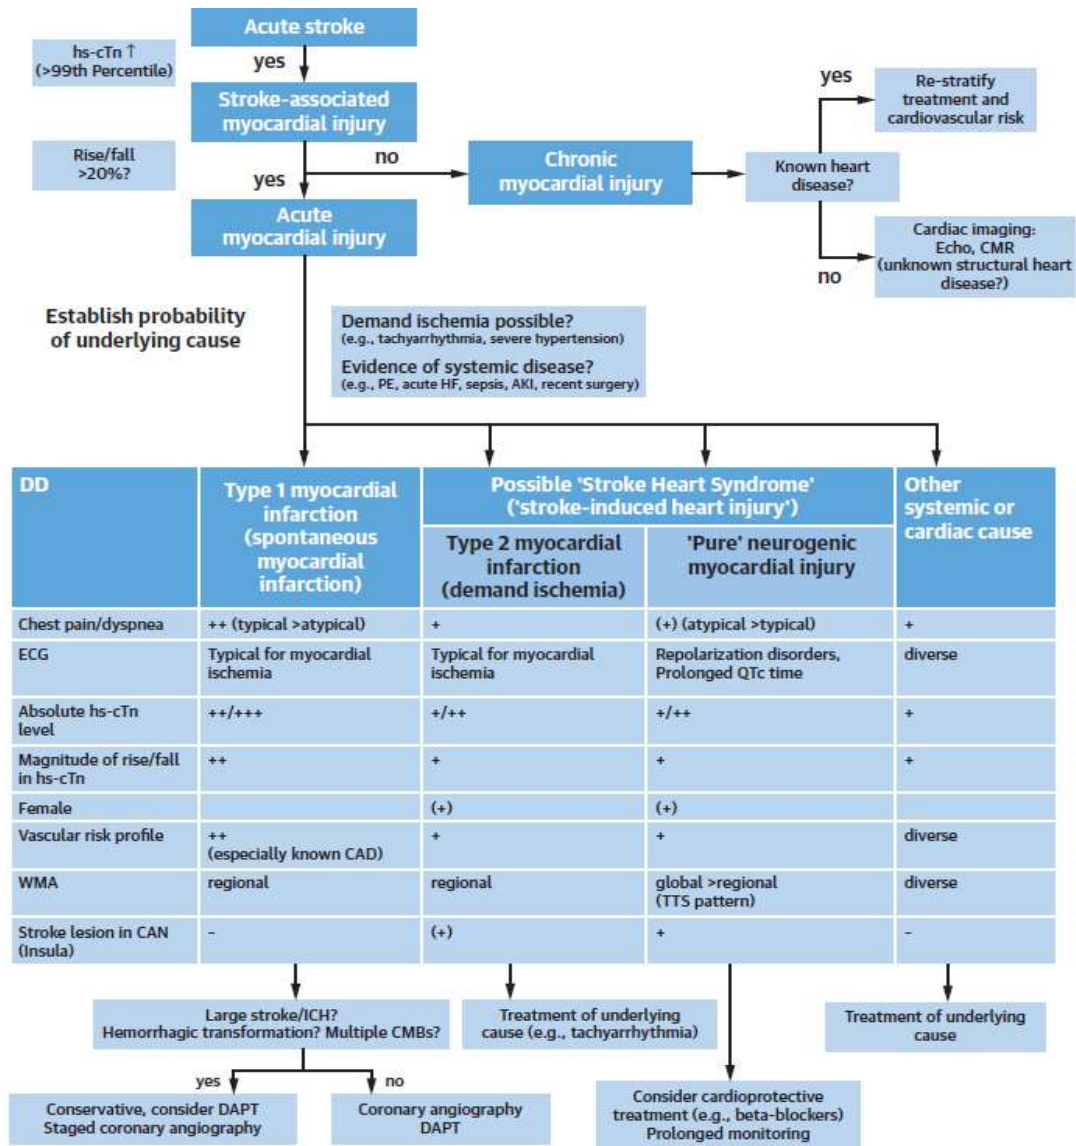 Acute stroke
hs-cTn ↑
(>99th Percentile)
yes
Stroke-associated
myocardial injury
Rise/fall
>20%?
no
yes
Chronic
myocardial injury
Known heart
disease?
yes
Re-stratify
treatment and
cardiovascular risk
no
Cardiac imaging:
Echo, CMR
(unknown structural heart
disease?)
Acute
myocardial injury
Establish probability
of underlying cause
Demand ischemia possible?
(e.g., tachyarrhythmia, severe hypertension)
Evidence of systemic disease?
(e.g., PE, acute HF, sepsis, AKI, recent surgery)
DD
Type 1 myocardial
infarction
(spontaneous
myocardial
infarction)
Possible 'Stroke Heart Syndrome'
('stroke-induced heart injury')
Type 2 myocardial
infarction
(demand ischemia)
'Pure' neurogenic
myocardial injury
Other
systemic or
cardiac cause
Chest pain/dyspnea
++ (typical >atypical)
+
(+) (atypical >typical)
+
ECG
Typical for myocardial
ischemia
Typical for myocardial
ischemia
Repolarization disorders,
Prolonged QTc time
diverse
Absolute hs-cTn
level
++/+++
+/++
+/++
+
Magnitude of rise/fall
in hs-cTn
++
+
+
+
Female
(+)
(+)
Vascular risk profile
++
(especially known CAD)
+
+
diverse
WMA
regional
regional
global >regional
(TTS pattern)
diverse
Stroke lesion in CAN
(Insula)
–
(+)
+
–
Large stroke/ICH?
Hemorrhagic transformation? Multiple CMBs?
yes
no
Conservative, consider DAPT
Staged coronary angiography
Coronary angiography
DAPT
Treatment of underlying
cause (e.g., tachyarrhythmia)
Consider cardioprotective
treatment (e.g., beta-blockers)
Prolonged monitoring
Treatment of underlying
cause